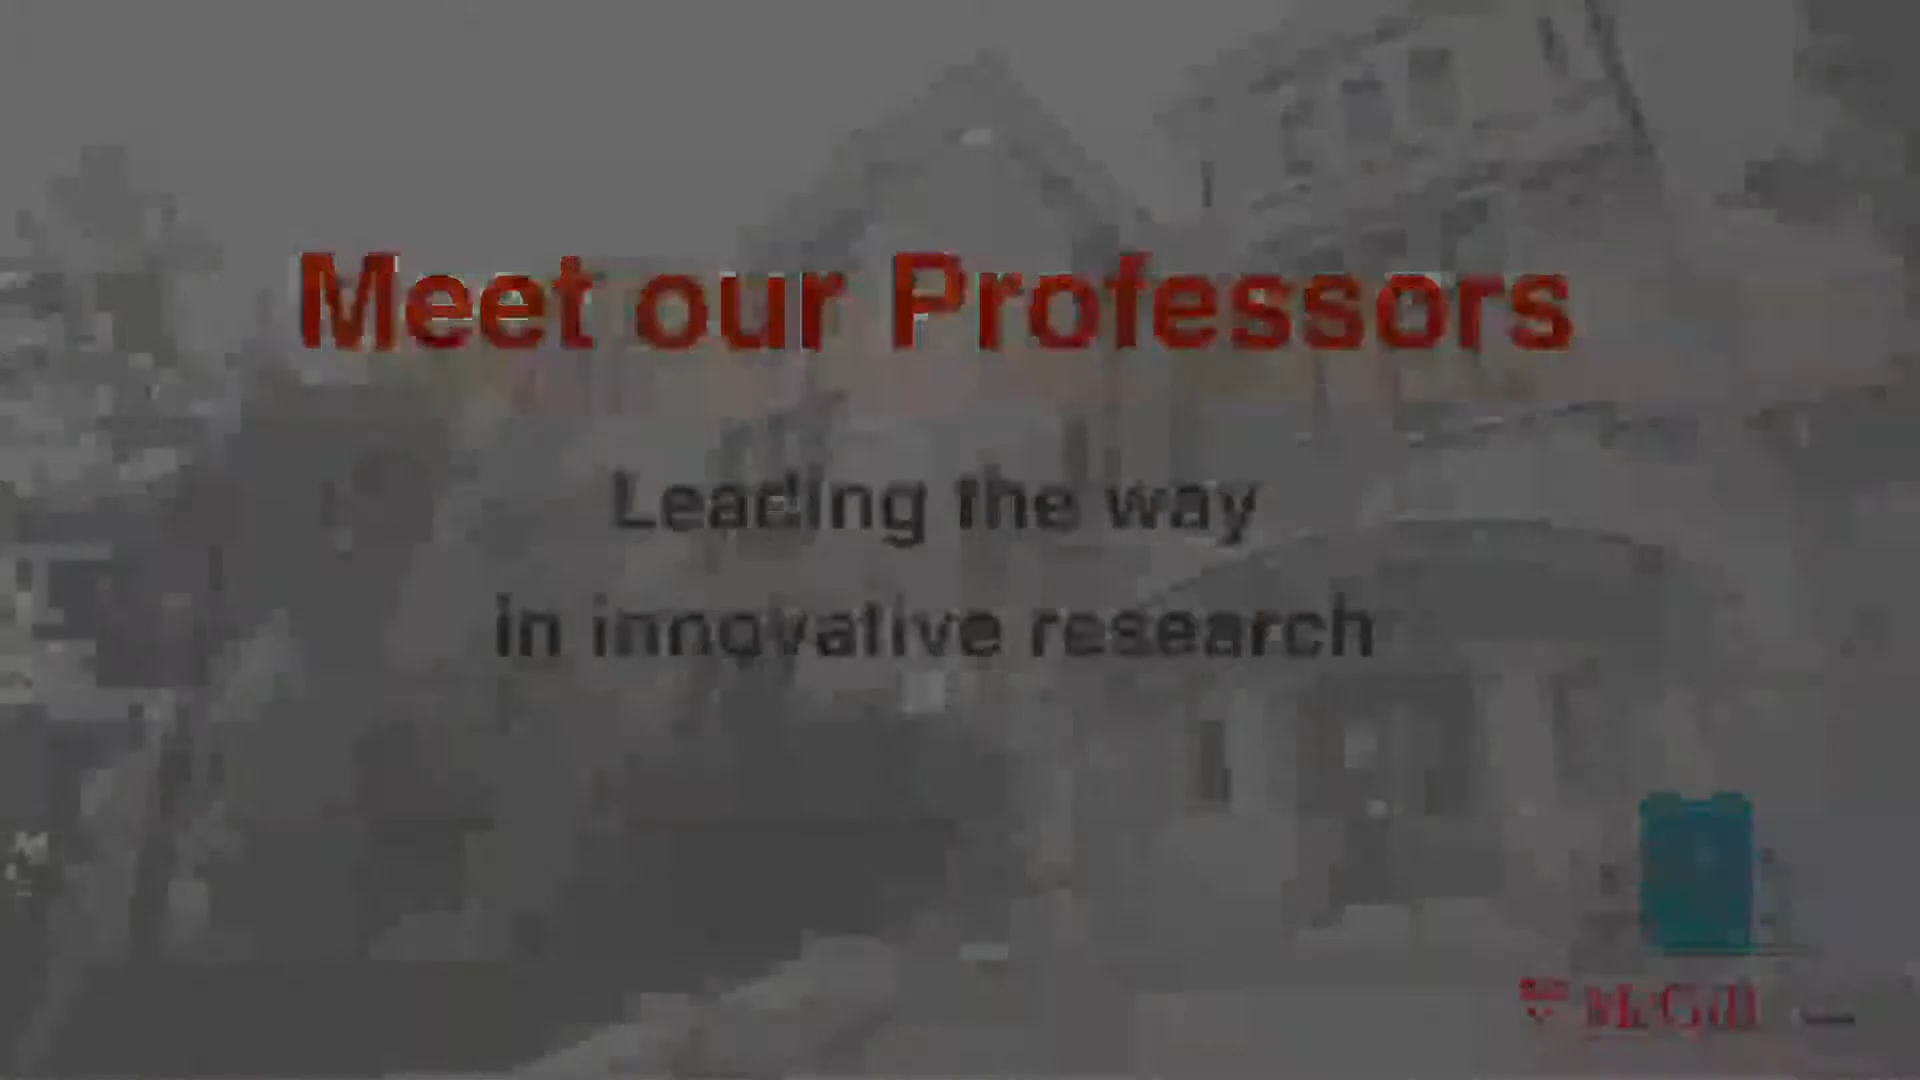 Meet our Professors
Leading the way
in innovative research
McGill